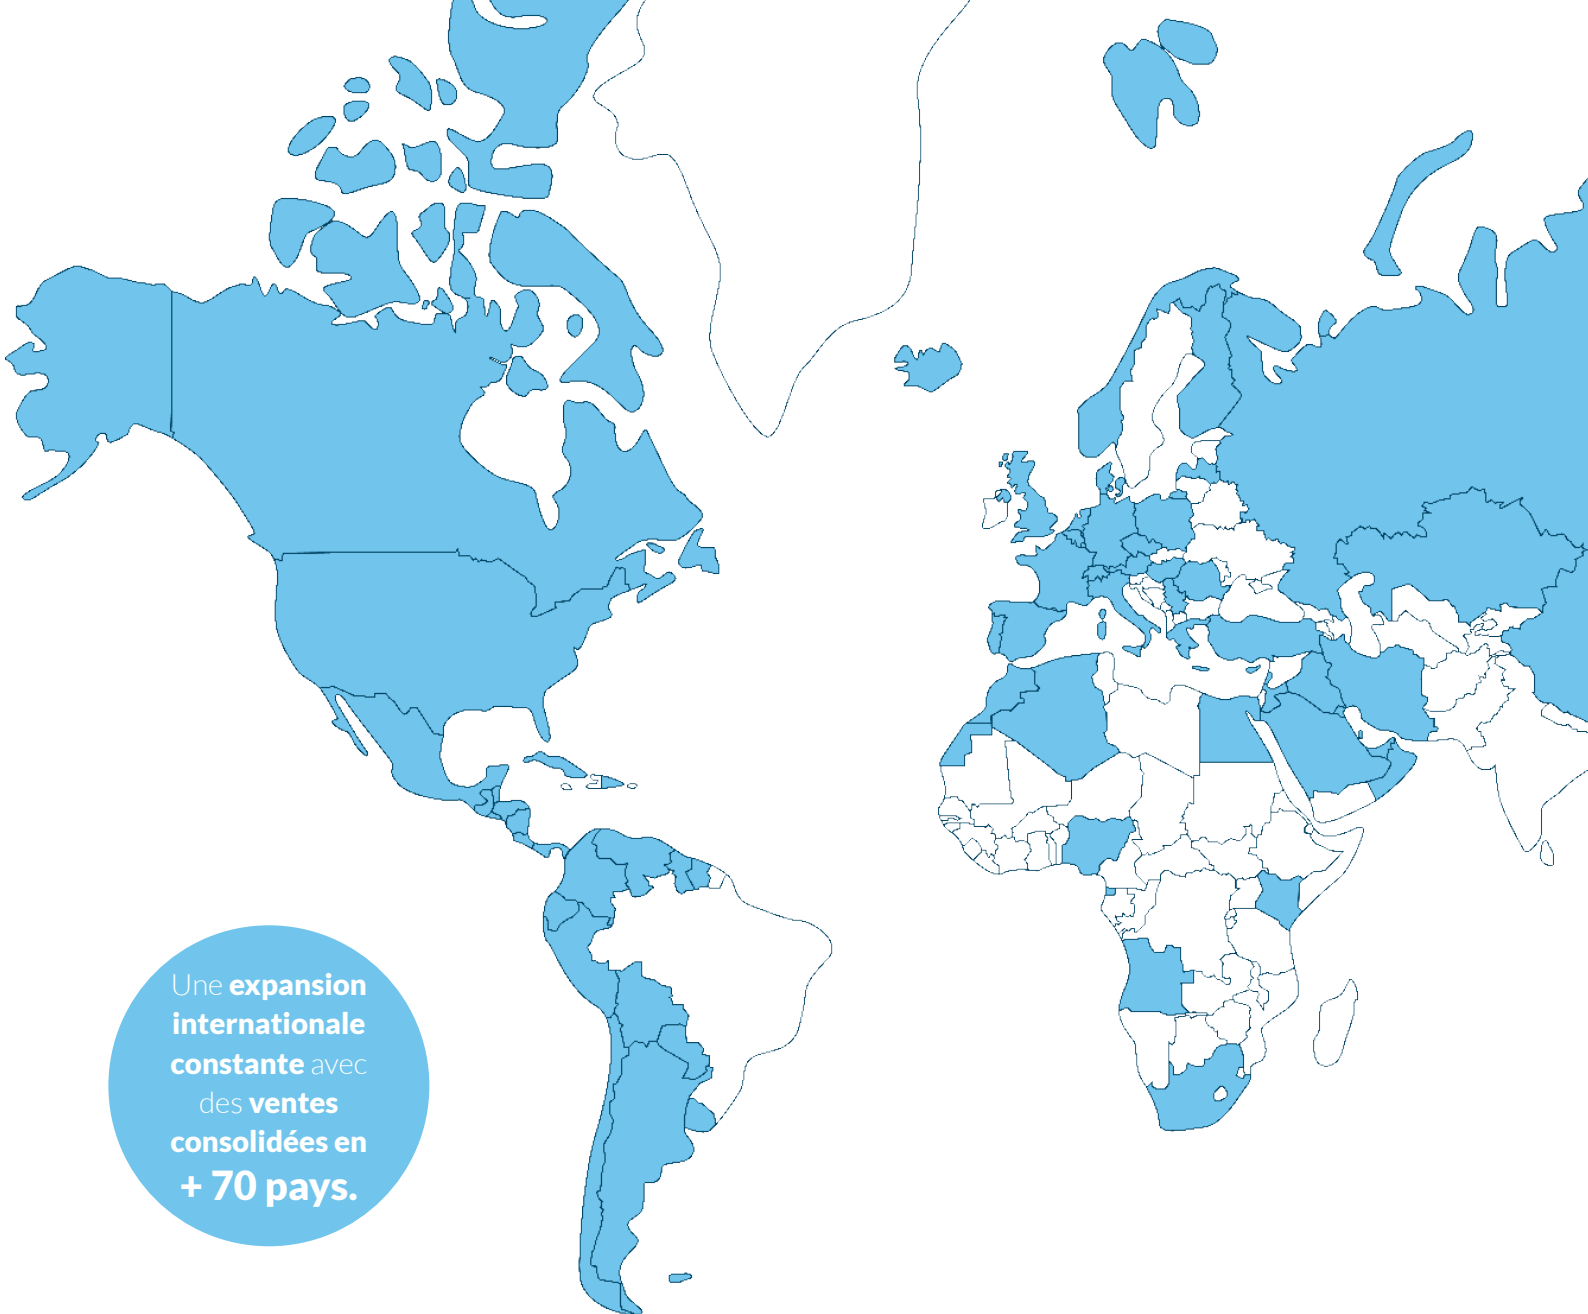 Une expansion
internationale
constante avec
des ventes
consolidées en
+ 70 pays.